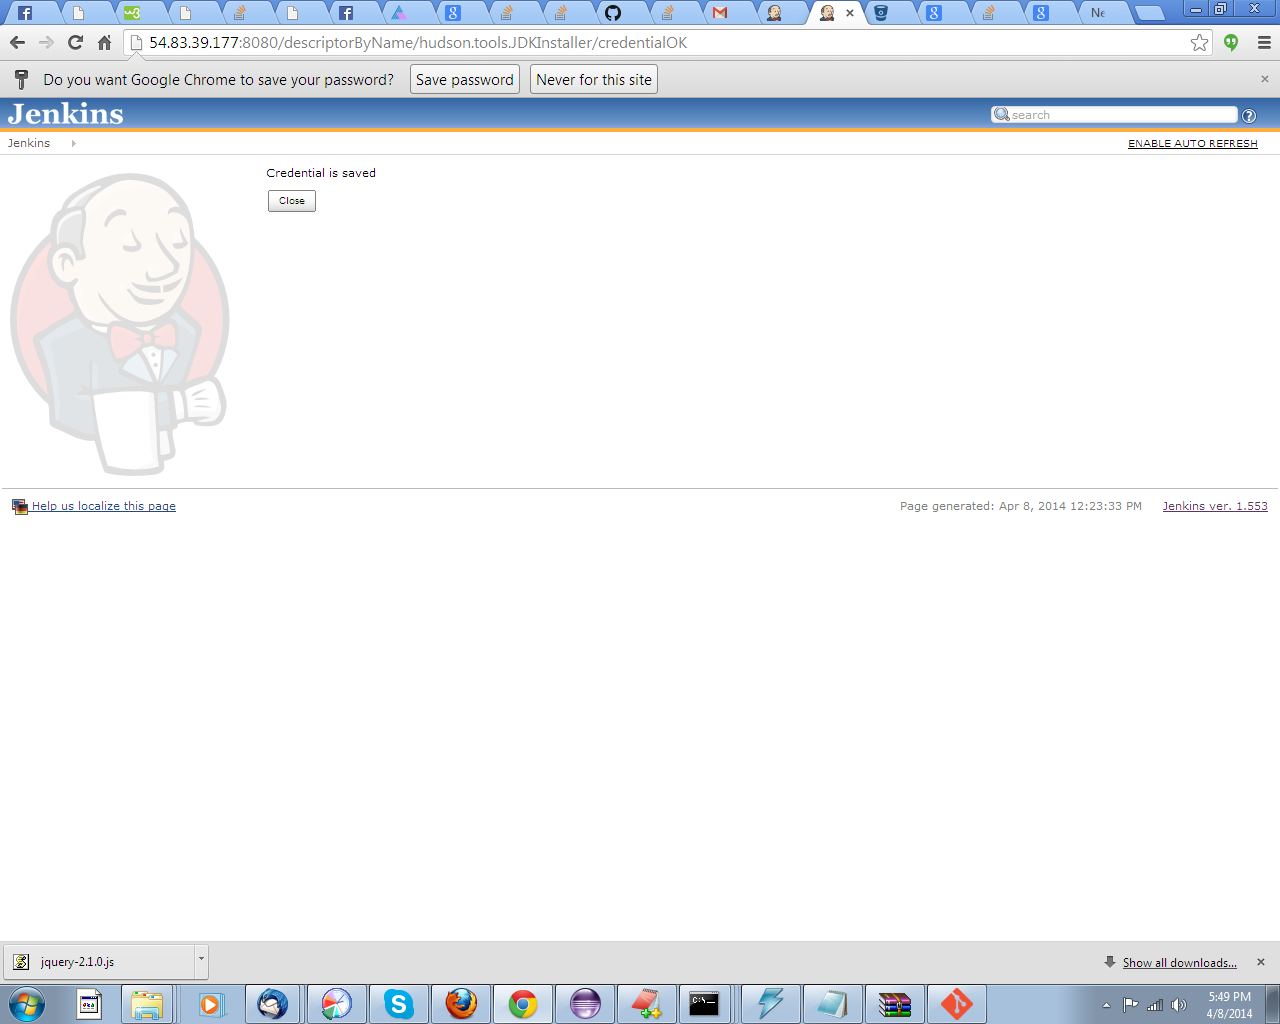 Ne
54.83.39.177:8080/descriptorByName/hudson.tools.JDKInstaller/credentialOK
Do you want Google Chrome to save your password? Save password Never for this site
Jenkins
search
Jenkins
ENABLE AUTO REFRESH
Credential is saved
Close
Help us localize this page
Page generated: Apr 8, 2014 12:23:33 PM Jenkins ver. 1.553
jquery-2.1.0.js
Show all downloads...
5:49 PM
4/8/2014